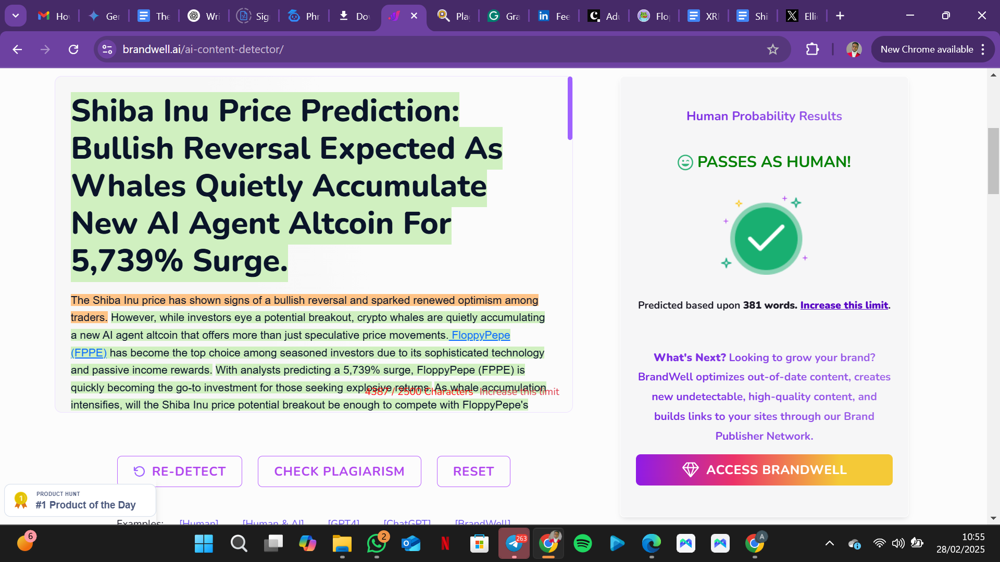 Ho
Ger
The
Wri
Sig
Phr
Do
Pla
Gra
Fee
Adu
Flo
XRI
Shi
Elli
brandwell.ai/ai-content-detector/
New Chrome available
Shiba Inu Price Prediction:
Bullish Reversal Expected As
Whales Quietly Accumulate
New AI Agent Altcoin For
5,739% Surge.
The Shiba Inu price has shown signs of a bullish reversal and sparked renewed optimism among
traders. However, while investors eye a potential breakout, crypto whales are quietly accumulating
a new AI agent altcoin that offers more than just speculative price movements. FloppyPepe
(FPPE) has become the top choice among seasoned investors due to its sophisticated technology
and passive income rewards. With analysts predicting a 5,739% surge, FloppyPepe (FPPE) is
quickly becoming the go-to investment for those seeking explosive returns. As whale accumulation
4387 / 2500 Characters Increase this limit
intensifies, will the Shiba Inu price potential breakout be enough to compete with FloppyPepe's
RE-DETECT
CHECK PLAGIARISM
RESET
PRODUCT HUNT
#1 Product of the Day
1
Examples: [Human] [Human & AI] [GPT4] [ChatGPT] [BrandWell]
Human Probability Results
PASSES AS HUMAN!
Predicted based upon 381 words. Increase this limit.
What's Next? Looking to grow your brand?
BrandWell optimizes out-of-date content, creates
new undetectable, high-quality content, and
builds links to your sites through our Brand
Publisher Network.
ACCESS BRANDWELL
6
2
263
A
10:55
28/02/2025